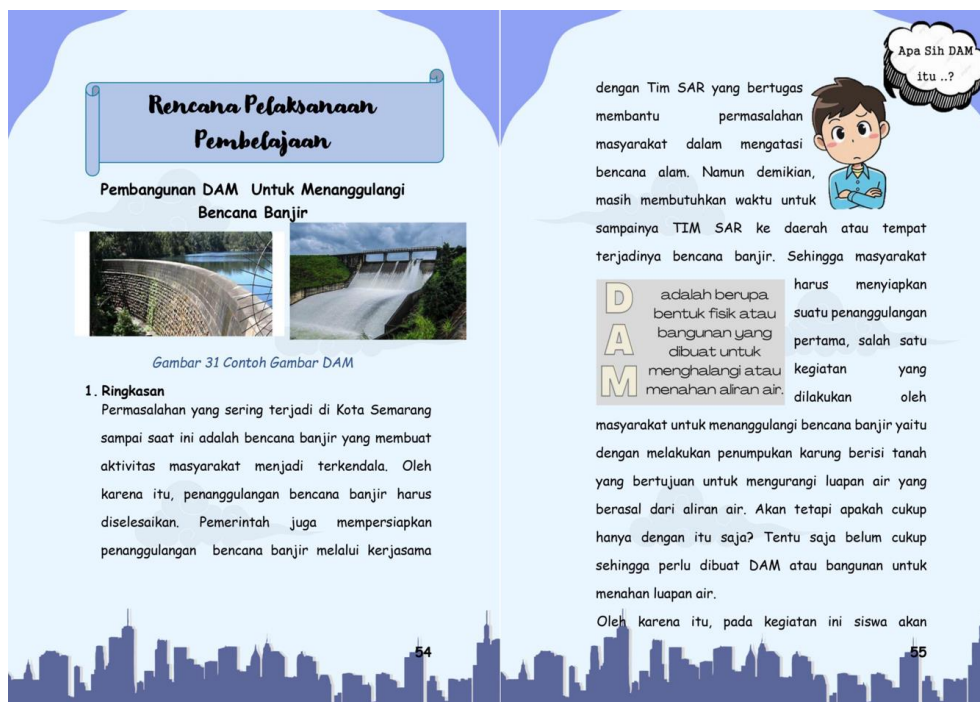 Rencana Pelaksanaan
Pembelajaan
Pembangunan DAM Untuk Menanggulangi
Bencana Banjir
Gambar 31 Contoh Gambar DAM
1. Ringkasan
Permasalahan yang sering terjadi di Kota Semarang
sampai saat ini adalah bencana banjir yang membuat
aktivitas masyarakat menjadi terkendala. Oleh
karena itu, penanggulangan bencana banjir harus
diselesaikan. Pemerintah juga mempersiapkan
penanggulangan bencana banjir melalui kerjasama
54
Apa Sih DAM
itu ..?
dengan Tim SAR yang bertugas
membantu permasalahan
masyarakat dalam mengatasi
bencana alam. Namun demikian,
masih membutuhkan waktu untuk
sampainya TIM SAR ke daerah atau tempat
terjadinya bencana banjir. Sehingga masyarakat
harus menyiapkan
suatu penanggulangan
pertama, salah satu
kegiatan yang
dilakukan oleh
DAM
adalah berupa
bentuk fisik atau
bangunan yang
dibuat untuk
menghalangi atau
menahan aliran air.
masyarakat untuk menanggulangi bencana banjir yaitu
dengan melakukan penumpukan karung berisi tanah
yang bertujuan untuk mengurangi luapan air yang
berasal dari aliran air. Akan tetapi apakah cukup
hanya dengan itu saja? Tentu saja belum cukup
sehingga perlu dibuat DAM atau bangunan untuk
menahan luapan air.
Oleh karena itu, pada kegiatan ini siswa akan
55